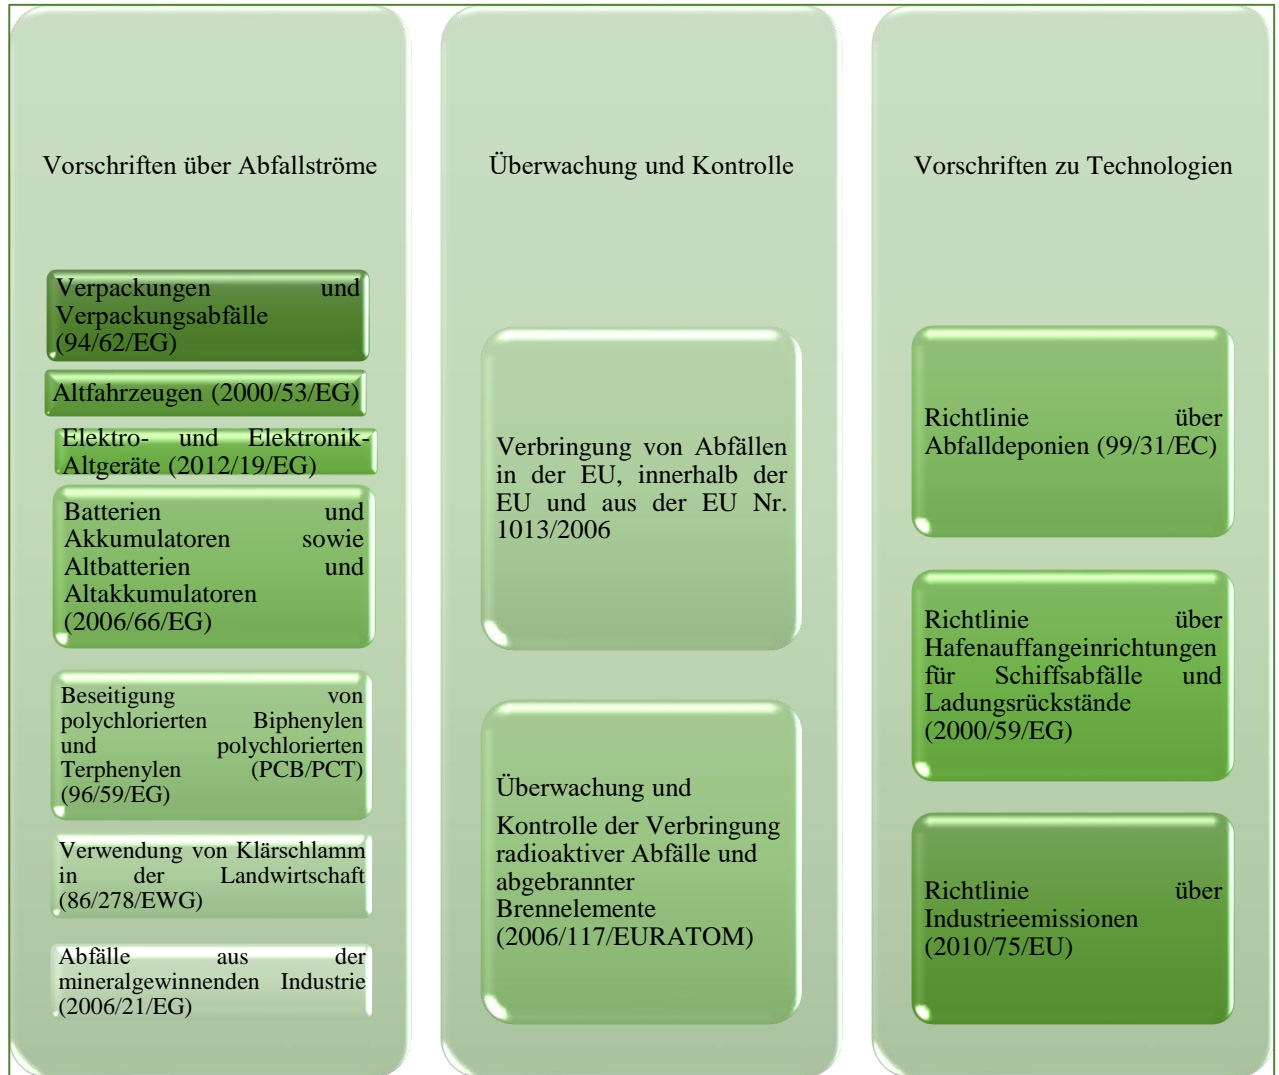 Vorschriften über Abfallströme
Verpackungen und
Verpackungsabfälle
(94/62/EG)
Altfahrzeugen (2000/53/EG)
Elektro- und Elektronik-
Altgeräte (2012/19/EG)
Batterien und
Akkumulatoren sowie
Altbatterien und
Altakkumulatoren
(2006/66/EG)
Beseitigung von
polychlorierten Biphenylen
und polychlorierten
Terphenylen (PCB/PCT)
(96/59/EG)
Verwendung von Klärschlamm
in der Landwirtschaft
(86/278/EWG)
Abfälle aus der
mineralgewinnenden Industrie
(2006/21/EG)
Überwachung und Kontrolle
Verbringung von Abfällen
in der EU, innerhalb der
EU und aus der EU Nr.
1013/2006
Überwachung und
Kontrolle der Verbringung
radioaktiver Abfälle und
abgebrannter
Brennelemente
(2006/117/EURATOM)
Vorschriften zu Technologien
Richtlinie über
Abfalldeponien (99/31/EC)
Richtlinie über
Hafenauffangeinrichtungen
für Schiffsabfälle und
Ladungsrückstände
(2000/59/EG)
Richtlinie über
Industrieemissionen
(2010/75/EU)